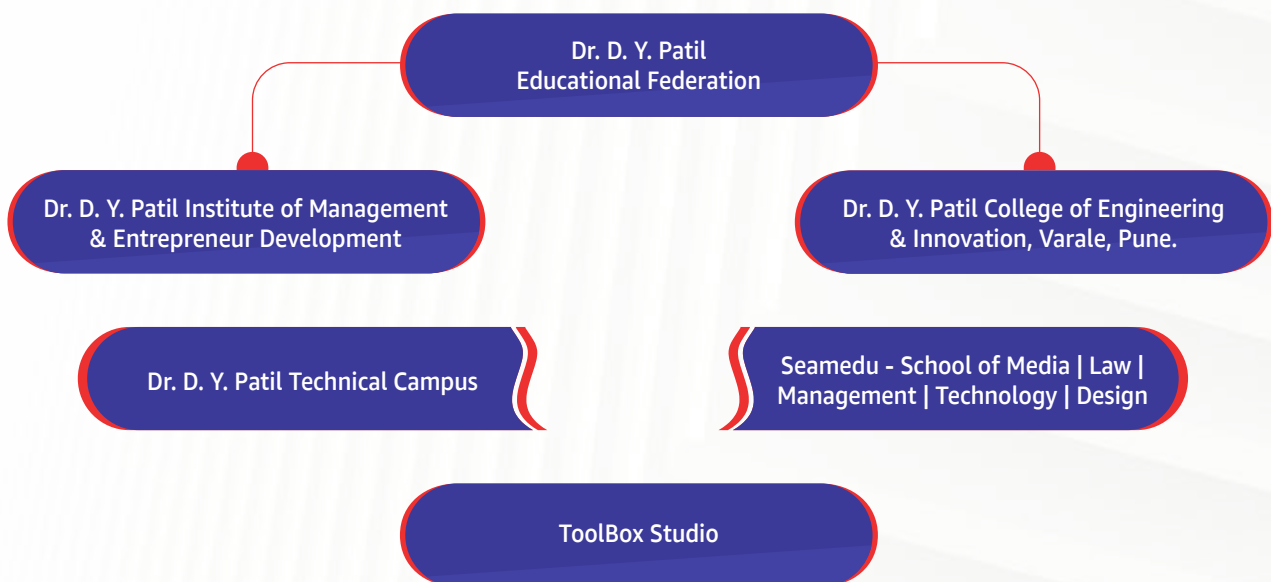 Dr. D. Y. Patil
Educational Federation
Dr. D. Y. Patil Institute of Management
& Entrepreneur Development
Dr. D. Y. Patil College of Engineering
& Innovation, Varale, Pune.
Dr. D. Y. Patil Technical Campus
Seamedu - School of Media | Law |
Management | Technology | Design
ToolBox Studio